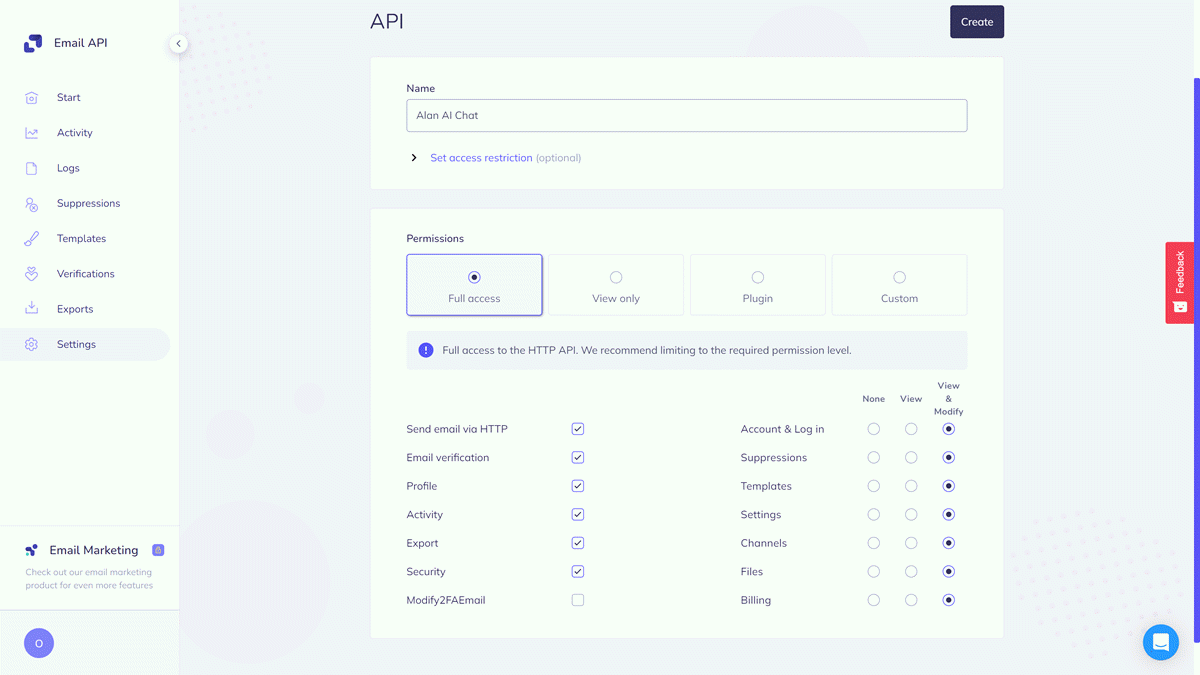 Email API
Start
Activity
Logs
Suppressions
Templates
Verifications
Exports
Settings
Email Marketing
Check out our email marketing
product for even more features
O
API
Create
Name
Alan AI Chat
Set access restriction (optional)
Permissions
Full access
View only
Plugin
Custom
! Full access to the HTTP API. We recommend limiting to the required permission level.
None
View
View
&
Modify
Send email via HTTP
Email verification
Profile
Activity
Export
Security
Modify2FAEmail
Account & Log in
Suppressions
Templates
Settings
Channels
Files
Billing
Feedback